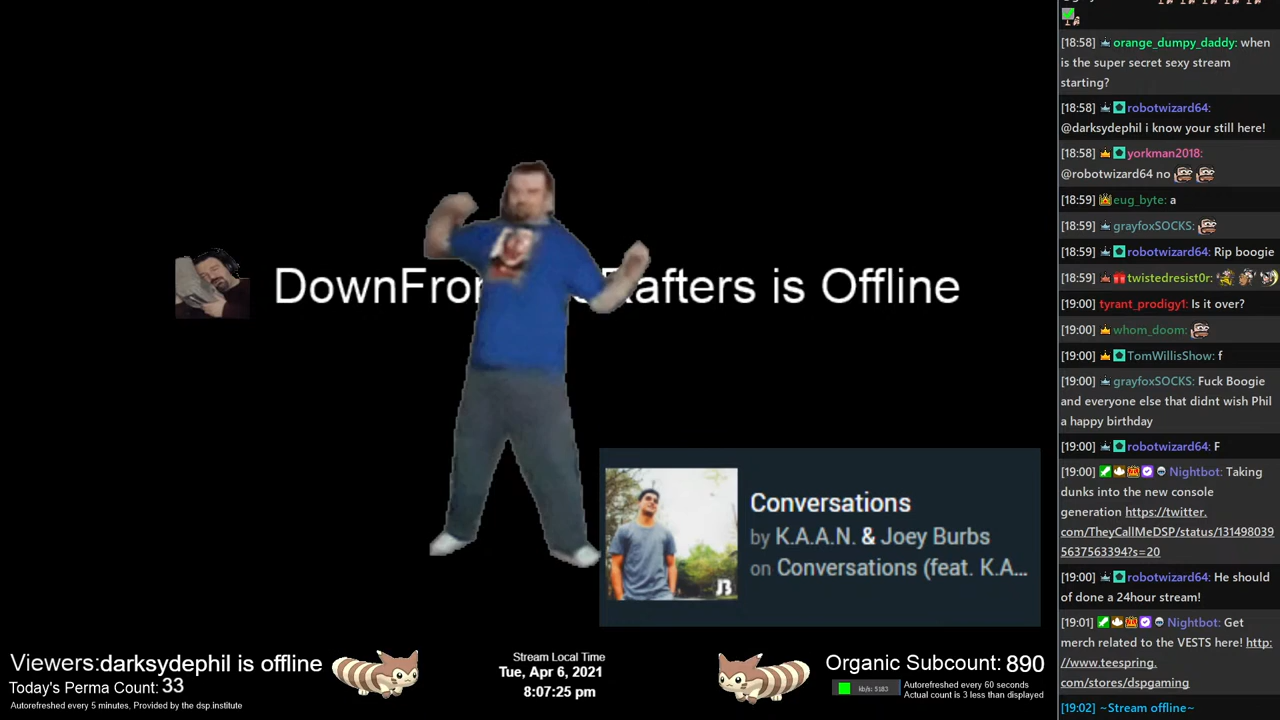 DownFro Rafters is Offline
Conversations
by K.A.A.N. & Joey Burbs
on Conversations (feat. K.A...
JB
Viewers:darksydephil is offline
Today's Perma Count: 33
Autorefreshed every 5 minutes, Provided by the dsp.institute
Stream Local Time
Tue, Apr 6, 2021
8:07:25 pm
Organic Subcount: 890
kb/s: 5183
Autorefreshed every 60 seconds
Actual count is 3 less than displayed
[18:58] orange_dumpy_daddy: when
is the super secret sexy stream
starting?
[18:58] robotwizard64:
@darksydephil i know your still here!
[18:58] yorkman2018:
@robotwizard64 no
[18:59] eug_byte: a
[18:59] grayfoxSOCKS:
[18:59] robotwizard64: Rip boogie
[18:59] twistedresist0r:
[19:00] tyrant_prodigy1: Is it over?
[19:00] whom_doom:
[19:00] TomWillisShow: f
[19:00] grayfoxSOCKS: Fuck Boogie
and everyone else that didnt wish Phil
a happy birthday
[19:00] robotwizard64: F
[19:00] Nightbot: Taking
dunks into the new console
generation https://twitter.
com/TheyCallMeDSP/status/131498039
5637563394?s=20
[19:00] robotwizard64: He should
of done a 24hour stream!
[19:01] Nightbot: Get
merch related to the VESTS here! http:
//www.teespring.
com/stores/dspgaming
[19:02] ~Stream offline~